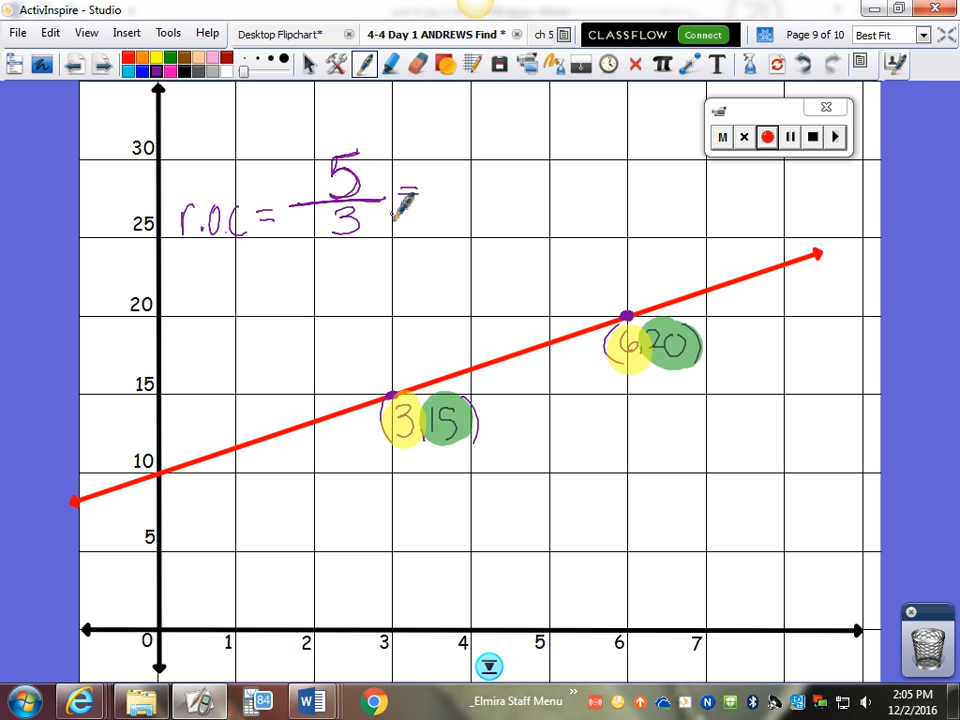 ActivInspire - Studio
File Edit View Insert Tools Help Desktop Flipchart* 4-4 Day 1 ANDREWS Find * ch 5 CLASSFLOW Connect Page 9 of 10 Best Fit
M
30
r.o.c = 5/3 =
25
20
(6,20)
15
(3,15)
10
5
0 1 2 3 4 5 6 7
84 _Elmira Staff Menu » 2:05 PM
12/2/2016